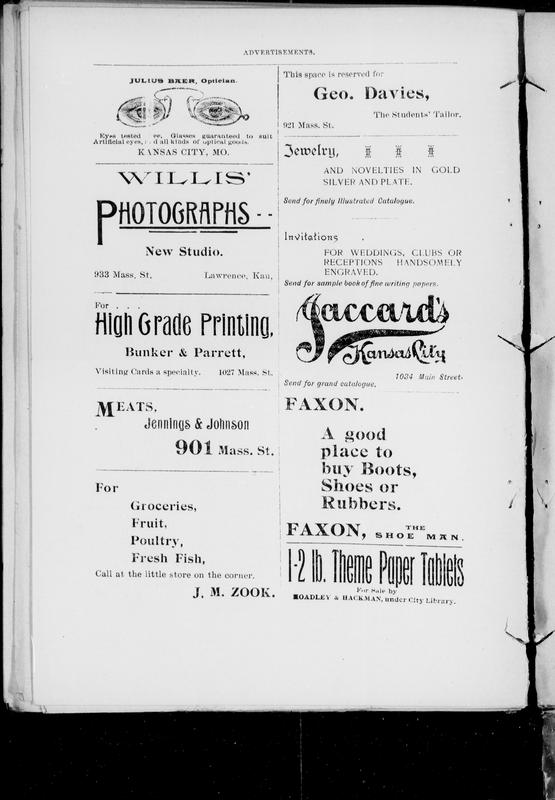 ADVERTISEMENTS.
JULIUS BAER, Optician.
Eyes tested ee, Glasses guaranteed to suit
Artificial eyes, d all kinds of optical goods.
KANSAS CITY, MO.
WILLIS'
PHOTOGRAPHS --
New Studio.
933 Mass, St, Lawrence, Kan,
For . . .
High Grade Printing,
Bunker & Parrett,
Visiting Cards a specialty. 1027 Mass. St.
MEATS,
Jennings & Johnson
901 Mass. St.
For
Groceries,
Fruit,
Poultry,
Fresh Fish,
Call at the little store on the corner.
J. M. ZOOK.
This space is reserved for
Geo. Davies,
The Students' Tailor.
921 Mass. St.
Jewelry,
AND NOVELTIES IN GOLD
SILVER AND PLATE.
Send for finely Illustrated Catalogue.
Invitations
FOR WEDDINGS, CLUBS OR
RECEPTIONS HANDSOMELY
ENGRAVED.
Send for sample book of fine writing papers.
Jaccard's
Kansas City
1034 Main Street.
Send for grand catalogue.
FAXON.
A good
place to
buy Boots,
Shoes or
Rubbers.
FAXON, THE
SHOE MAN.
1-2 lb. Theme Paper Tablets
For Sale by
HOADLEY & HACKMAN, under City Library.